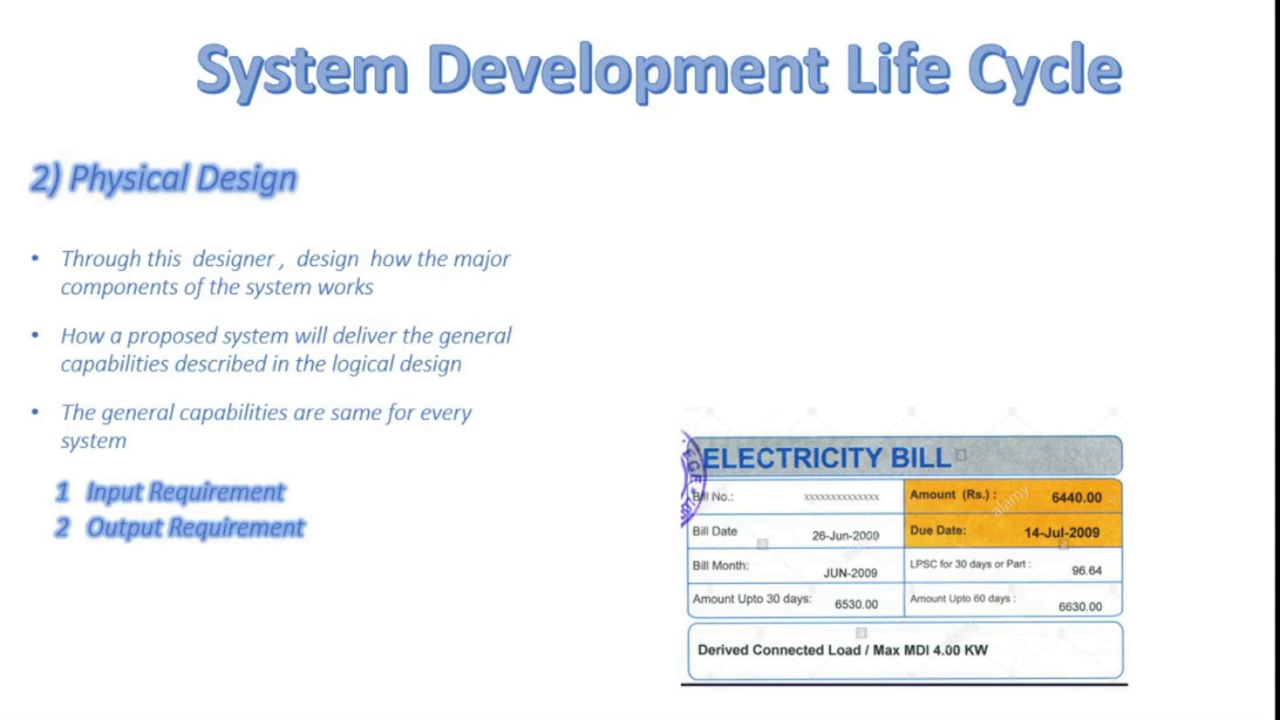 System Development Life Cycle
2) Physical Design
• Through this designer , design how the major
components of the system works
• How a proposed system will deliver the general
capabilities described in the logical design
• The general capabilities are same for every
system
1 Input Requirement
2 Output Requirement
ELECTRICITY BILL
Bill No.: xxxxxxxxxxxxxx Amount (Rs.) : 6440.00
Bill Date 26-Jun-2009 Due Date: 14-Jul-2009
Bill Month: JUN-2009 LPSC for 30 days or Part : 96.64
Amount Upto 30 days: 6530.00 Amount Upto 60 days : 6630.00
Derived Connected Load / Max MDI 4.00 KW
alamy